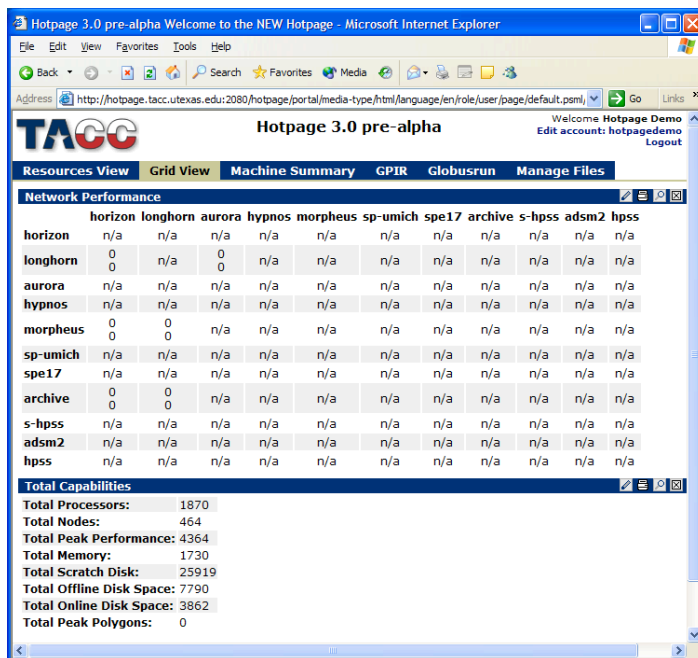 Hotpage 3.0 pre-alpha Welcome to the NEW Hotpage - Microsoft Internet Explorer
File Edit View Favorites Tools Help
Back Search Favorites Media
Address http://hotpage.tacc.utexas.edu:2080/hotpage/portal/media-type/html/language/en/role/user/page/default.psml, Go Links »
TACC
Hotpage 3.0 pre-alpha
Welcome Hotpage Demo
Edit account: hotpagedemo
Logout
Resources View Grid View Machine Summary GPIR Globusrun Manage Files
Network Performance
horizon longhorn aurora hypnos morpheus sp-umich spe17 archive s-hpss adsm2 hpss
horizon n/a n/a n/a n/a n/a n/a n/a n/a n/a n/a n/a
longhorn 0 0 n/a 0 0 n/a n/a n/a n/a n/a n/a n/a n/a
aurora n/a n/a n/a n/a n/a n/a n/a n/a n/a n/a n/a
hypnos n/a n/a n/a n/a n/a n/a n/a n/a n/a n/a n/a
morpheus 0 0 0 0 n/a n/a n/a n/a n/a n/a n/a n/a n/a
sp-umich n/a n/a n/a n/a n/a n/a n/a n/a n/a n/a n/a
spe17 n/a n/a n/a n/a n/a n/a n/a n/a n/a n/a n/a
archive 0 0 0 0 n/a n/a n/a n/a n/a n/a n/a n/a n/a
s-hpss n/a n/a n/a n/a n/a n/a n/a n/a n/a n/a n/a
adsm2 n/a n/a n/a n/a n/a n/a n/a n/a n/a n/a n/a
hpss n/a n/a n/a n/a n/a n/a n/a n/a n/a n/a n/a
Total Capabilities
Total Processors: 1870
Total Nodes: 464
Total Peak Performance: 4364
Total Memory: 1730
Total Scratch Disk: 25919
Total Offline Disk Space: 7790
Total Online Disk Space: 3862
Total Peak Polygons: 0